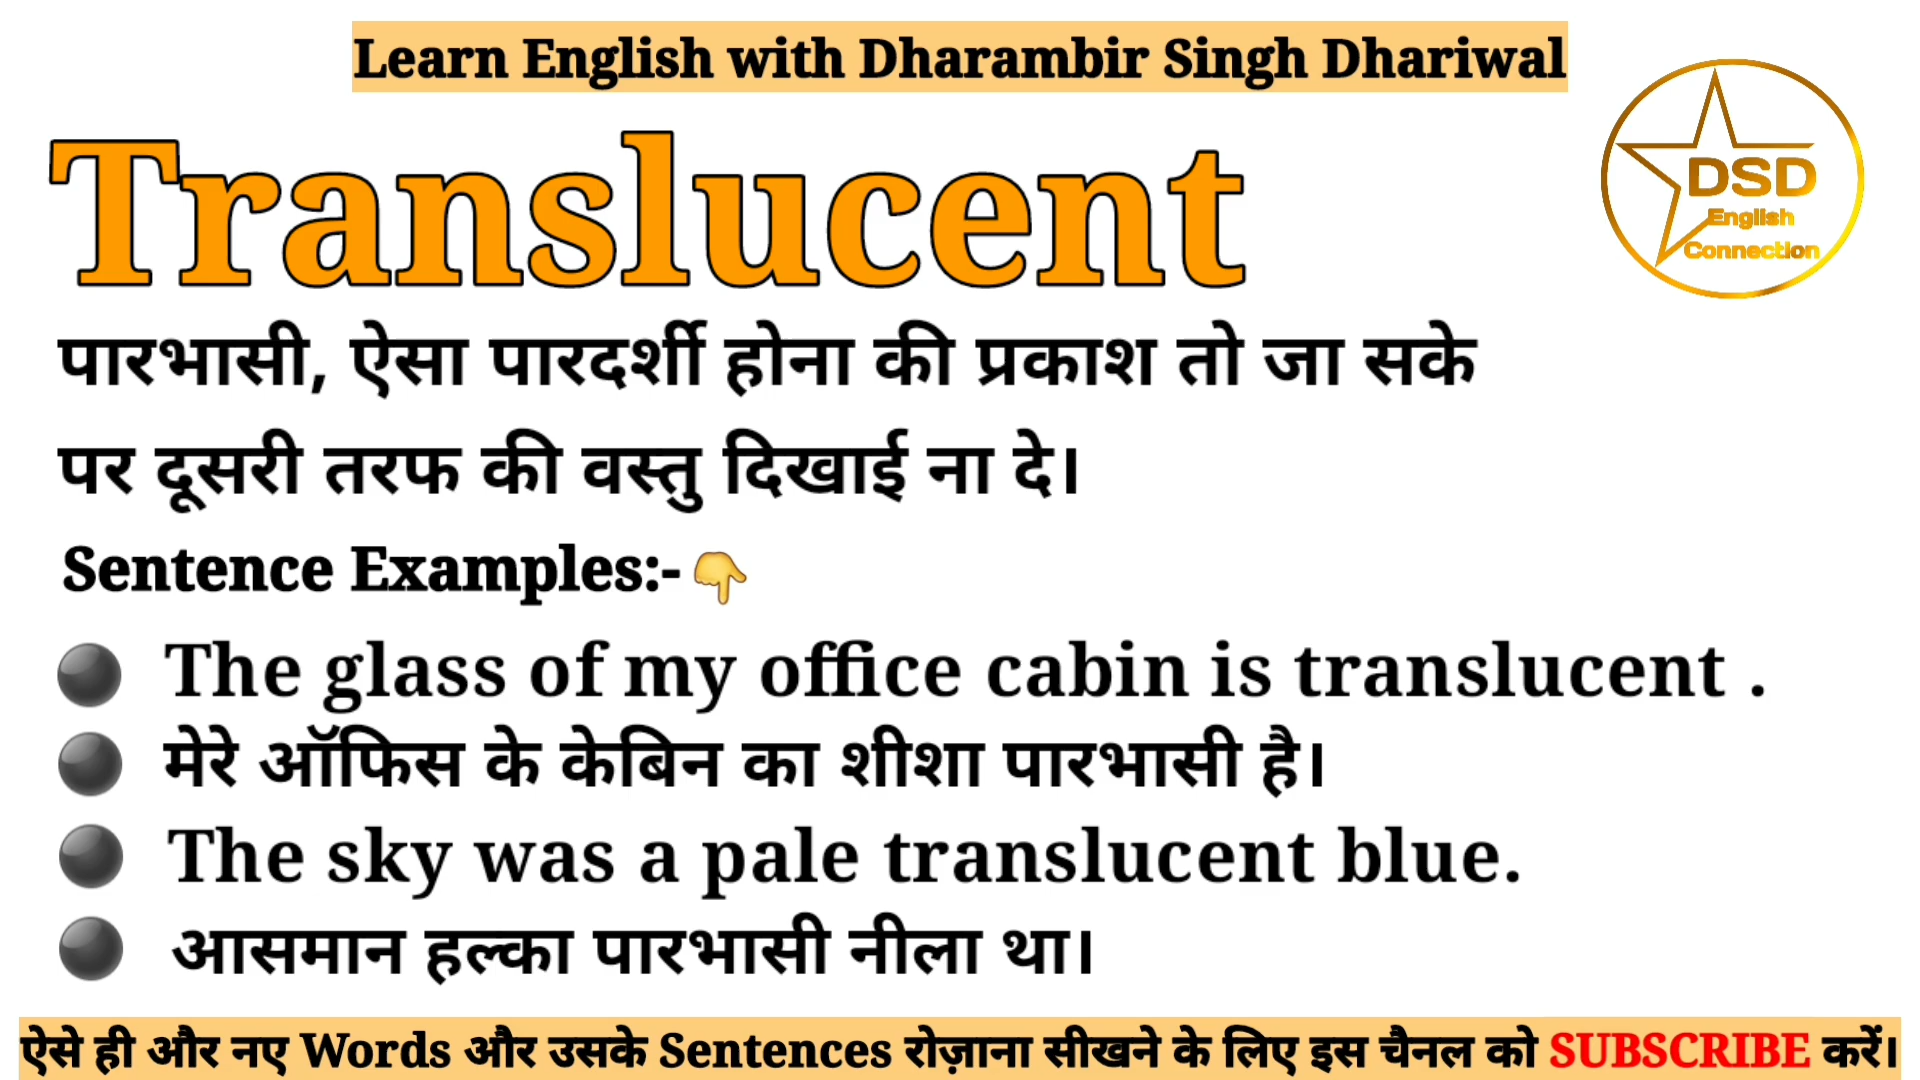 Learn English with Dharambir Singh Dhariwal
DSD
English
Connection
Translucent
पारभासी, ऐसा पारदर्शी होना की प्रकाश तो जा सके
पर दूसरी तरफ की वस्तु दिखाई ना दे।
Sentence Examples:- 👇
The glass of my office cabin is translucent .
मेरे ऑफिस के केबिन का शीशा पारभासी है।
The sky was a pale translucent blue.
आसमान हल्का पारभासी नीला था।
ऐसे ही और नए Words और उसके Sentences रोज़ाना सीखने के लिए इस चैनल को SUBSCRIBE करें।